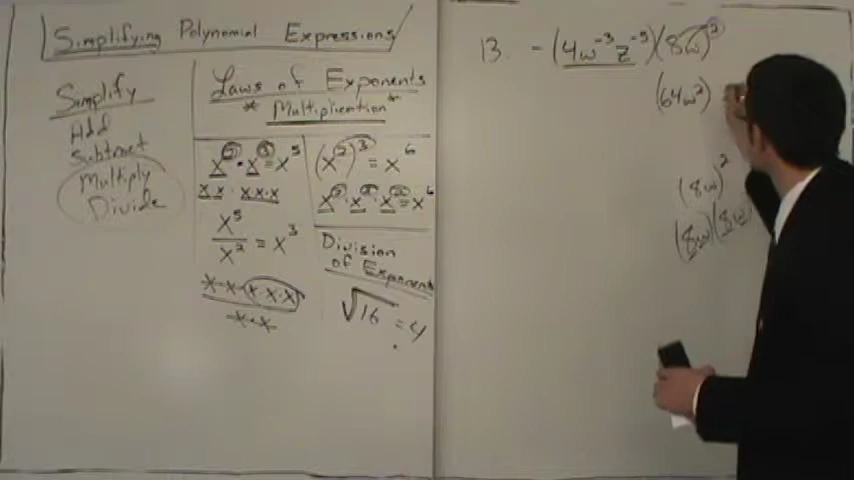 Simplifying Polynomial Expressions
Simplify
Add
Subtract
Multiply
Divide
Laws of Exponents
* Multiplication *
x² · x³ = x⁵
x x · x x x
x⁵/x² = x³
x · x · x · x · x / x · x
(x²)³ = x⁶
x² · x² · x² = x⁶
Division
of Exponents
√16 = 4
13. -(4w⁻³z⁻⁵)(8w)²
(64w²)
(8w)²
(8w)(8w)